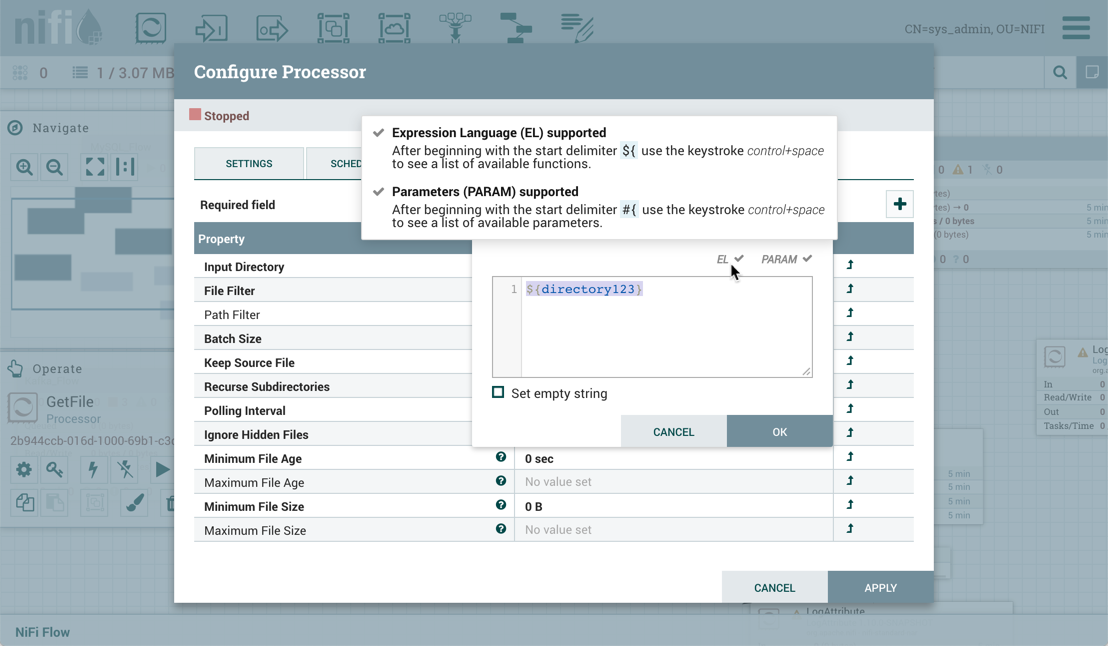 nifi
CN=sys_admin, OU=NIFI
0
1 / 3.07 MB
Configure Processor
Stopped
Navigate
Expression Language (EL) supported
After beginning with the start delimiter ${ use the keystroke control+space
to see a list of available functions.
Parameters (PARAM) supported
After beginning with the start delimiter #{ use the keystroke control+space
to see a list of available parameters.
SETTINGS
SCHED
Required field
Property
EL
PARAM
1
${directory123}
Set empty string
CANCEL
OK
Input Directory
File Filter
Path Filter
Batch Size
Keep Source File
Recurse Subdirectories
Polling Interval
Ignore Hidden Files
Minimum File Age
0 sec
Maximum File Age
No value set
Minimum File Size
0 B
Maximum File Size
No value set
CANCEL
APPLY
Operate
GetFile
Processor
2b944ccb-016d-1000-69b1-c3c
0
1
0
(0 bytes)
5 min
0 bytes
5 min
(0 bytes)
5 min
0
0
Log
In
0
Read/Write
0
Out
0
Tasks/Time
0
5 min
5 min
5 min
5 min
LogAttribute
NiFi Flow